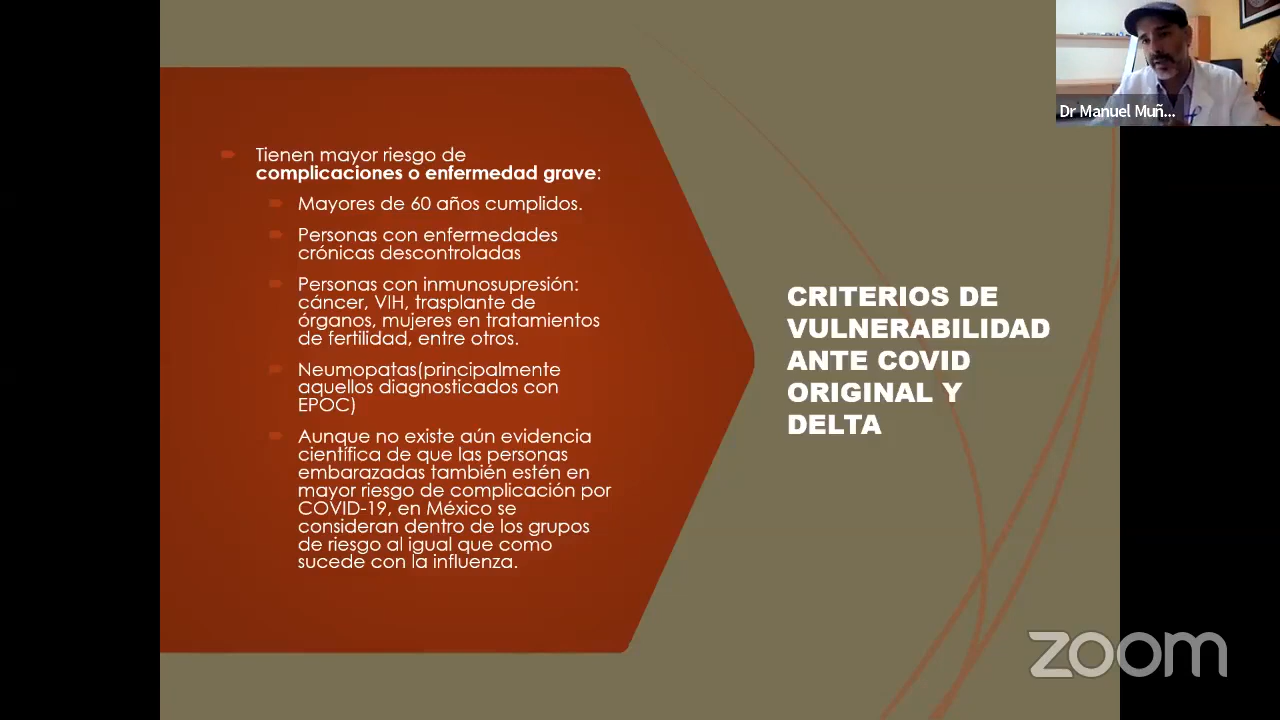 Tienen mayor riesgo de
complicaciones o enfermedad grave:
Mayores de 60 años cumplidos.
Personas con enfermedades
crónicas descontroladas
Personas con inmunosupresión:
cáncer, VIH, trasplante de
órganos, mujeres en tratamientos
de fertilidad, entre otros.
Neumopatas(principalmente
aquellos diagnosticados con
EPOC)
Aunque no existe aún evidencia
científica de que las personas
embarazadas también estén en
mayor riesgo de complicación por
COVID-19, en México se
consideran dentro de los grupos
de riesgo al igual que como
sucede con la influenza.
CRITERIOS DE
VULNERABILIDAD
ANTE COVID
ORIGINAL Y
DELTA
Dr Manuel Muñ...
zoom